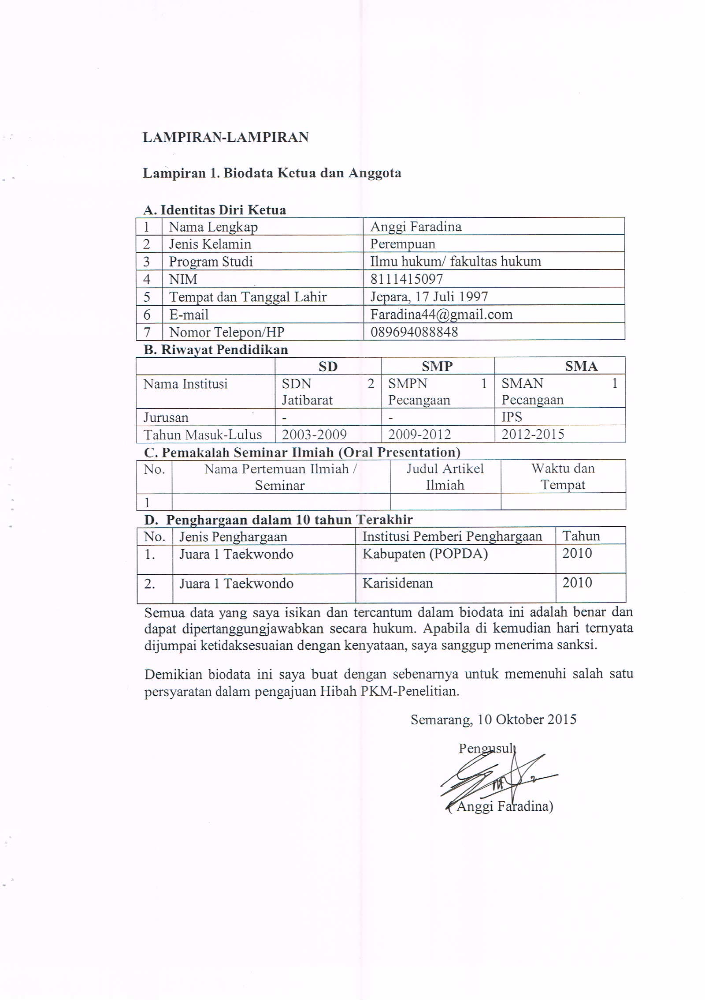 LAMPIRAN-LAMPIRAN
Lampiran 1. Biodata Ketua dan Anggota
A. Identitas Diri Ketua
1 Nama Lengkap Anggi Faradina
2 Jenis Kelamin Perempuan
3 Program Studi Ilmu hukum/ fakultas hukum
4 NIM 8111415097
5 Tempat dan Tanggal Lahir Jepara, 17 Juli 1997
6 E-mail Faradina44@gmail.com
7 Nomor Telepon/HP 089694088848
B. Riwayat Pendidikan
SD SMP SMA
Nama Institusi SDN 2 SMPN 1 SMAN 1
Jatibarat Pecangaan Pecangaan
Jurusan - - IPS
Tahun Masuk-Lulus 2003-2009 2009-2012 2012-2015
C. Pemakalah Seminar Ilmiah (Oral Presentation)
No. Nama Pertemuan Ilmiah / Judul Artikel Waktu dan
Seminar Ilmiah Tempat
1
D. Penghargaan dalam 10 tahun Terakhir
No. Jenis Penghargaan Institusi Pemberi Penghargaan Tahun
1. Juara 1 Taekwondo Kabupaten (POPDA) 2010
2. Juara 1 Taekwondo Karisidenan 2010
Semua data yang saya isikan dan tercantum dalam biodata ini adalah benar dan
dapat dipertanggungjawabkan secara hukum. Apabila di kemudian hari ternyata
dijumpai ketidaksesuaian dengan kenyataan, saya sanggup menerima sanksi.
Demikian biodata ini saya buat dengan sebenarnya untuk memenuhi salah satu
persyaratan dalam pengajuan Hibah PKM-Penelitian.
Semarang, 10 Oktober 2015
Pengusul,
( Anggi Faradina)